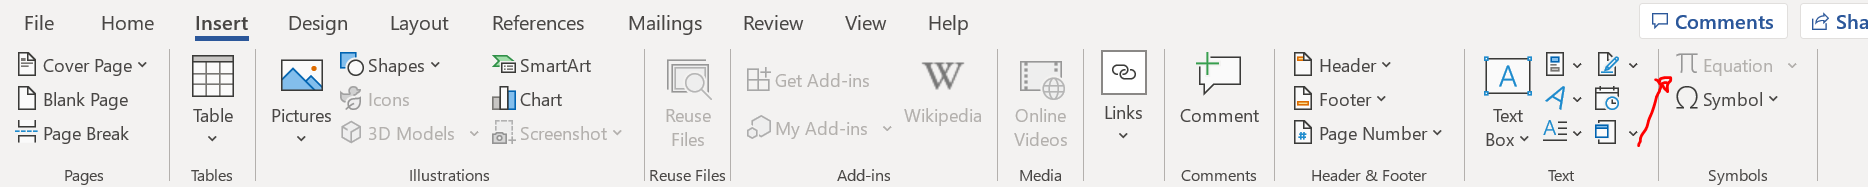 File Home Insert Design Layout References Mailings Review View Help Comments Sha
Cover Page
Blank Page
Page Break
Pages
Table
Tables
Pictures
Shapes
Icons
3D Models
SmartArt
Chart
Screenshot
Illustrations
Reuse
Files
Reuse Files
Get Add-ins
My Add-ins
W
Wikipedia
Add-ins
Online
Videos
Media
Links
Comment
Comments
Header
Footer
# Page Number
Header & Footer
A
Text
Box
A
A
Text
π Equation
Ω Symbol
Symbols